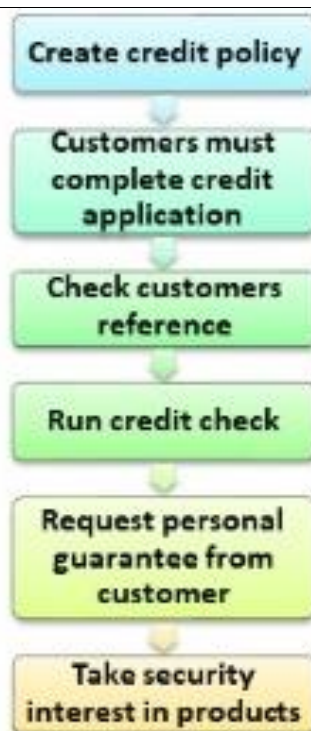 Create credit policy
Customers must
complete credit
application
Check customers
reference
Run credit check
Request personal
guarantee from
customer
Take security
interest in products